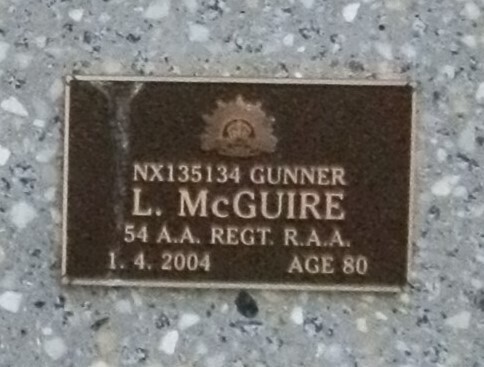 NX135134 GUNNER
L. McGUIRE
54 A.A. REGT. R.A.A.
1. 4. 2004 AGE 80